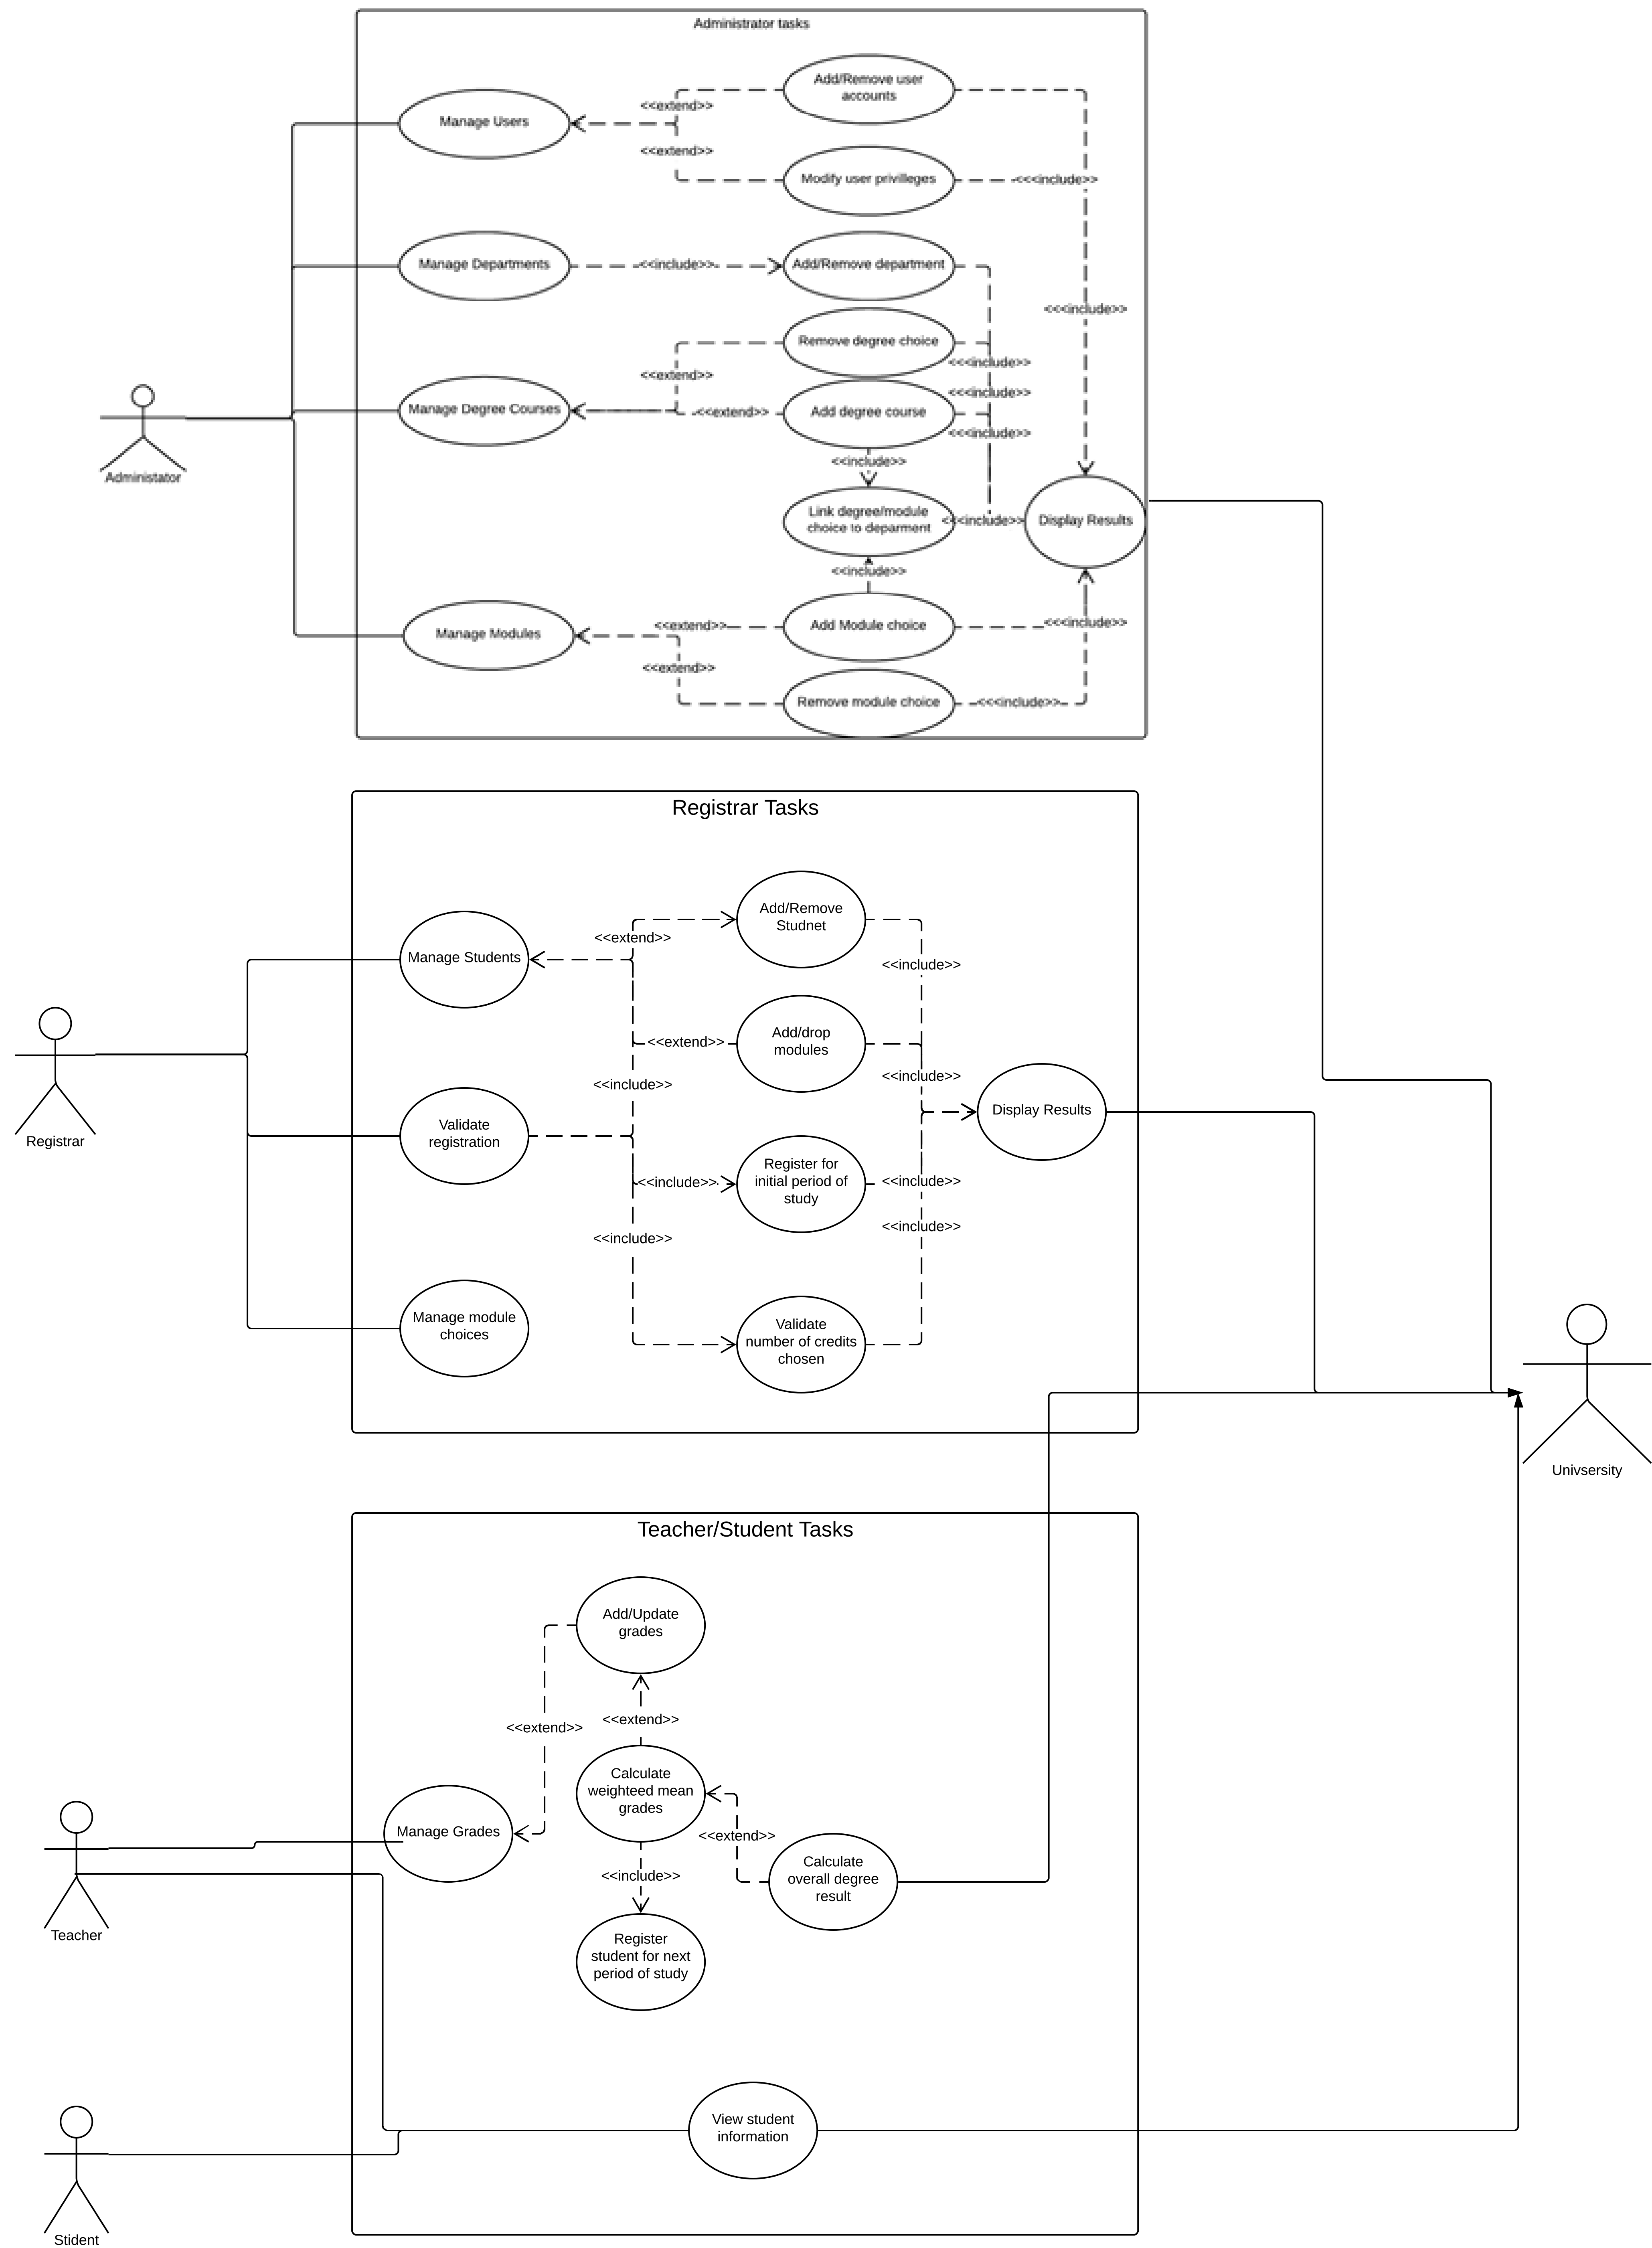 Administrator tasks
Add/Remove user
accounts
<<extend>>
Manage Users
<<extend>>
Modify user privilleges
<<<include>>
Manage Departments
<<include>>
Add/Remove department
<<<include>>
Remove degree choice
<<<include>>
<<extend>>
<<<include>>
Manage Degree Courses
<<extend>>
Add degree course
<<<include>>
<<include>>
Administator
Link degree/module
choice to deparment
<<<include>>
Display Results
<<include>>
Manage Modules
<<extend>>
Add Module choice
<<<include>>
<<extend>>
Remove module choice
<<<include>>
Registrar Tasks
Add/Remove
Studnet
<<extend>>
Manage Students
<<include>>
Add/drop
modules
<<extend>>
<<include>>
<<include>>
Display Results
Registrar
Validate
registration
Register for
initial period of
study
<<include>>
<<include>>
<<include>>
<<include>>
Manage module
choices
Validate
number of credits
chosen
Univsersity
Teacher/Student Tasks
Add/Update
grades
<<extend>>
<<extend>>
Calculate
weighteed mean
grades
Manage Grades
<<extend>>
Calculate
overall degree
result
<<include>>
Teacher
Register
student for next
period of study
View student
information
Stident